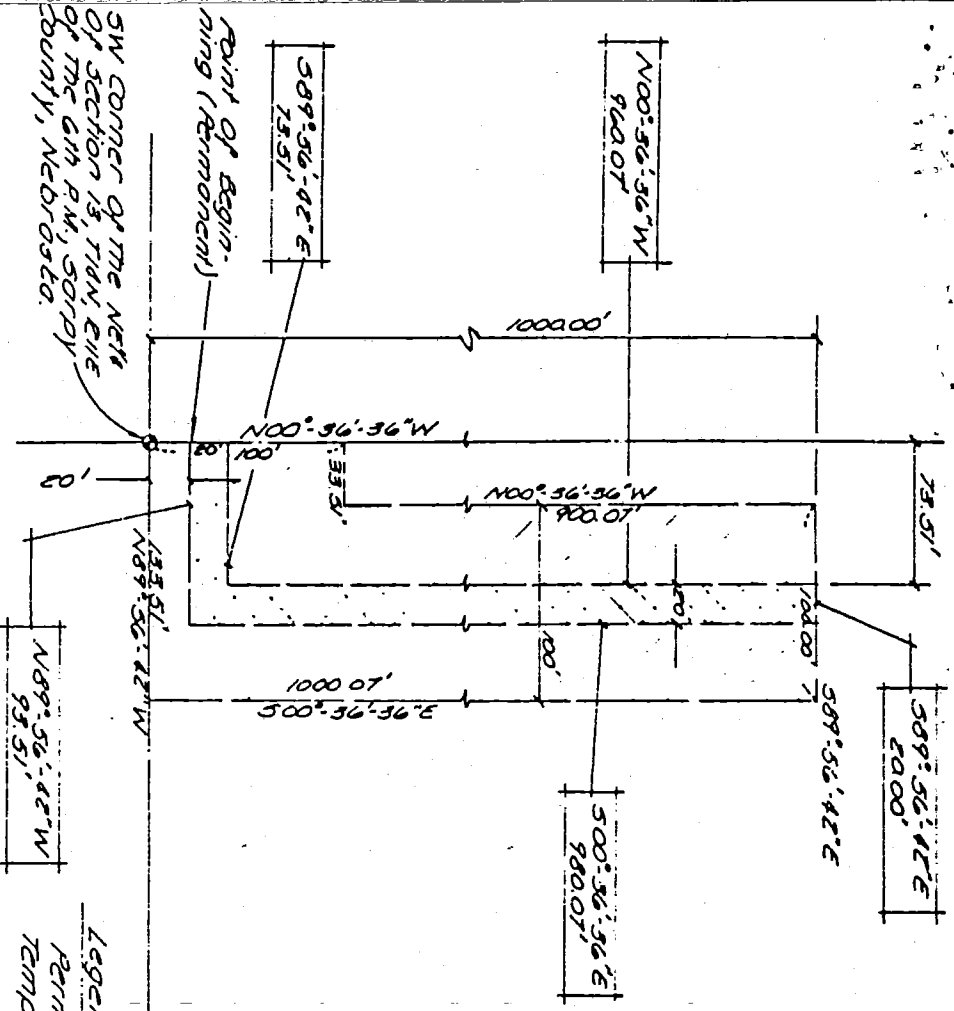 N00°-36'-36"W
960.07'
S89°-56'-42"E
73.51'
Point of Begin-
ning (Permanent)
SW Corner of the NE¼
Of Section 13, T14N, R11E
Of The 6th P.M., Sarpy
County, Nebraska.
1000.00'
N00°-36'-36"W
20'
100'
33.51'
N00°-36'-36"W
900.07'
73.51'
20'
100.00'
S89°-56'-42"E
100'
1000.07'
S00°-36'-36"E
20'
133.51'
N89°-56'-42"W
S89°-56'-42"E
20.00'
S00°-36'-36"E
980.07'
N89°-56'-42"W
93.51'